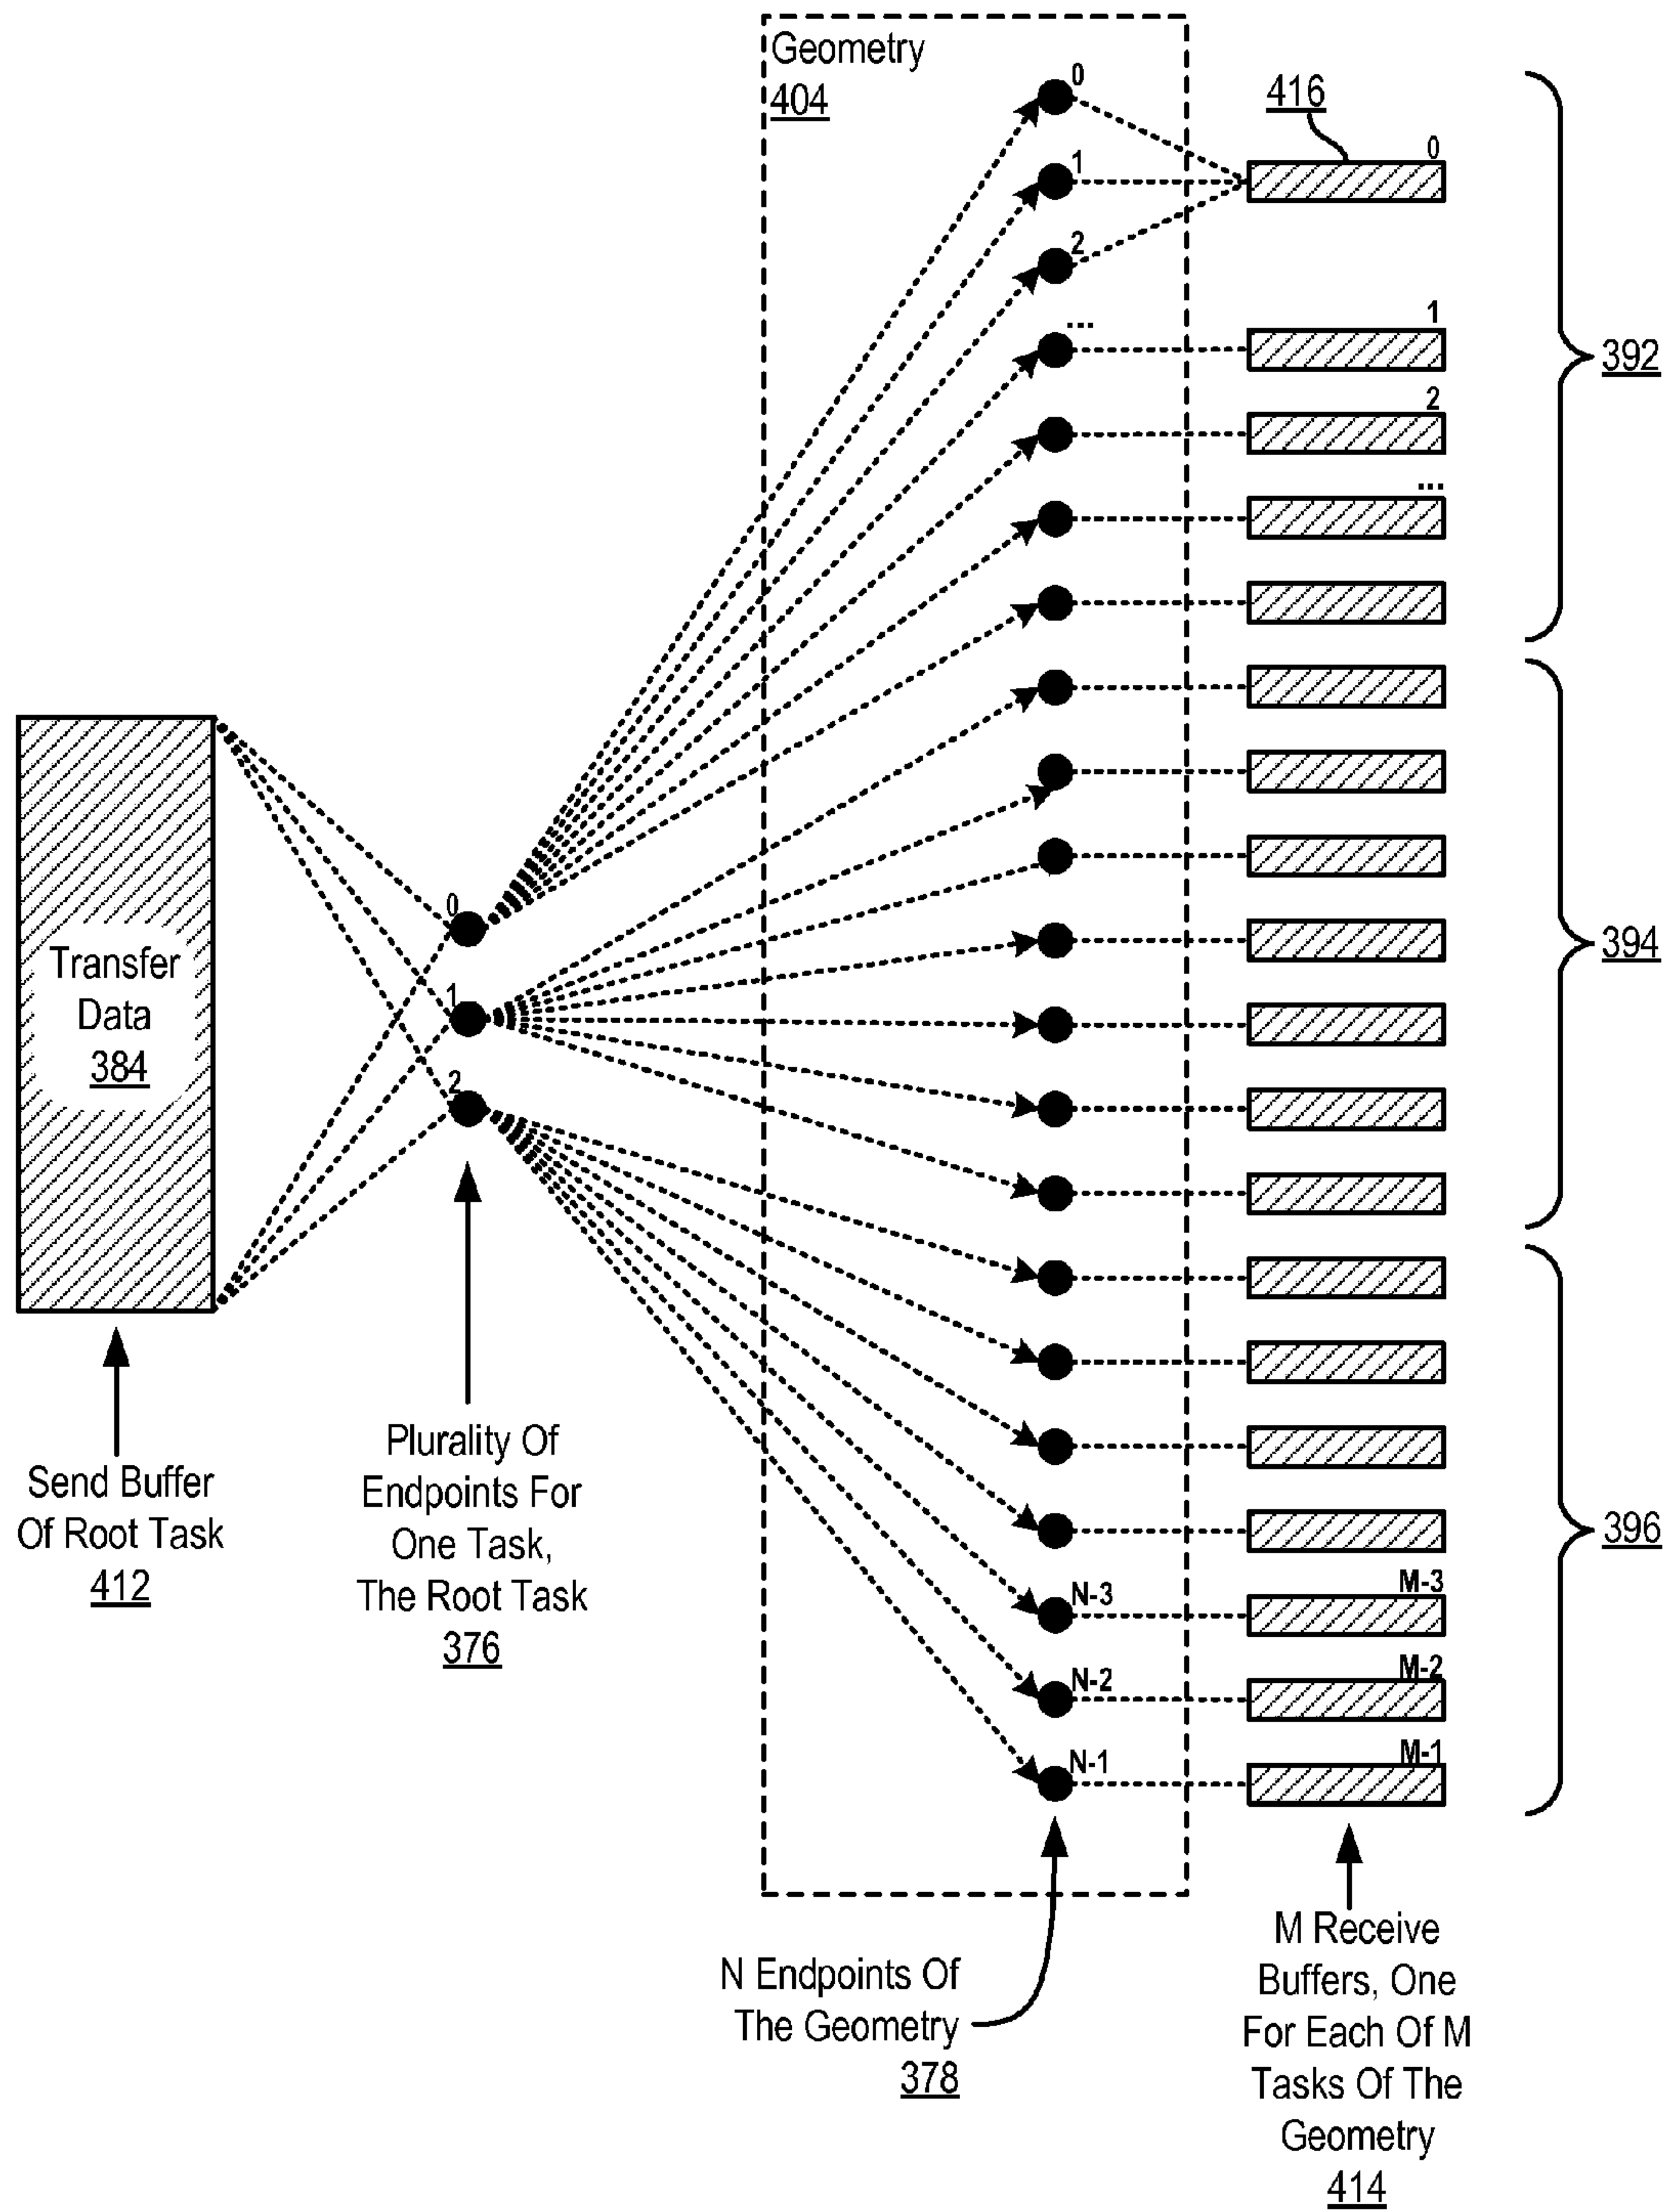 Geometry
404
0
1
2
...
N-3
N-2
N-1
416
0
1
2
...
M-3
M-2
M-1
392
394
396
Transfer
Data
384
0
1
2
Send Buffer
Of Root Task
412
Plurality Of
Endpoints For
One Task,
The Root Task
376
N Endpoints Of
The Geometry
378
M Receive
Buffers, One
For Each Of M
Tasks Of The
Geometry
414